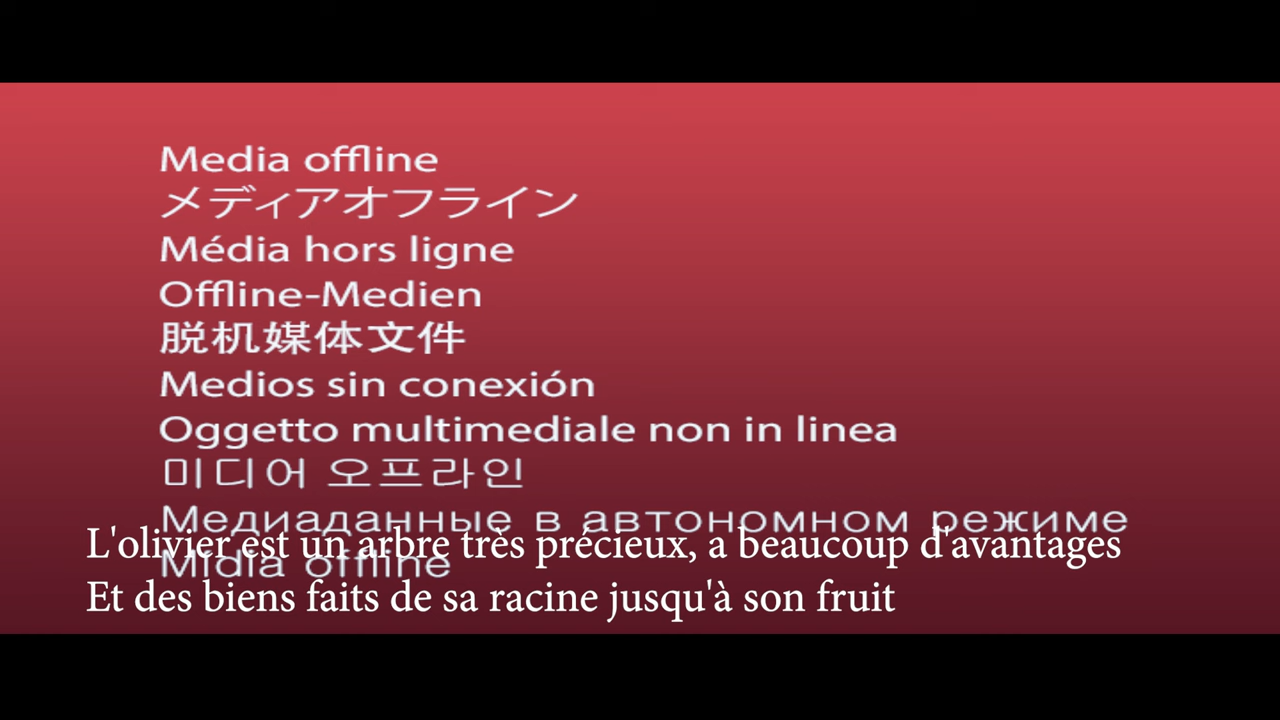 Media offline
メディアオフライン
Média hors ligne
Offline-Medien
脱机媒体文件
Medios sin conexión
Oggetto multimediale non in linea
미디어 오프라인
Медиаданные в автономном режиме
L'olivier est un arbre très précieux, a beaucoup d'avantages
Mídia offline
Et des biens faits de sa racine jusqu'à son fruit